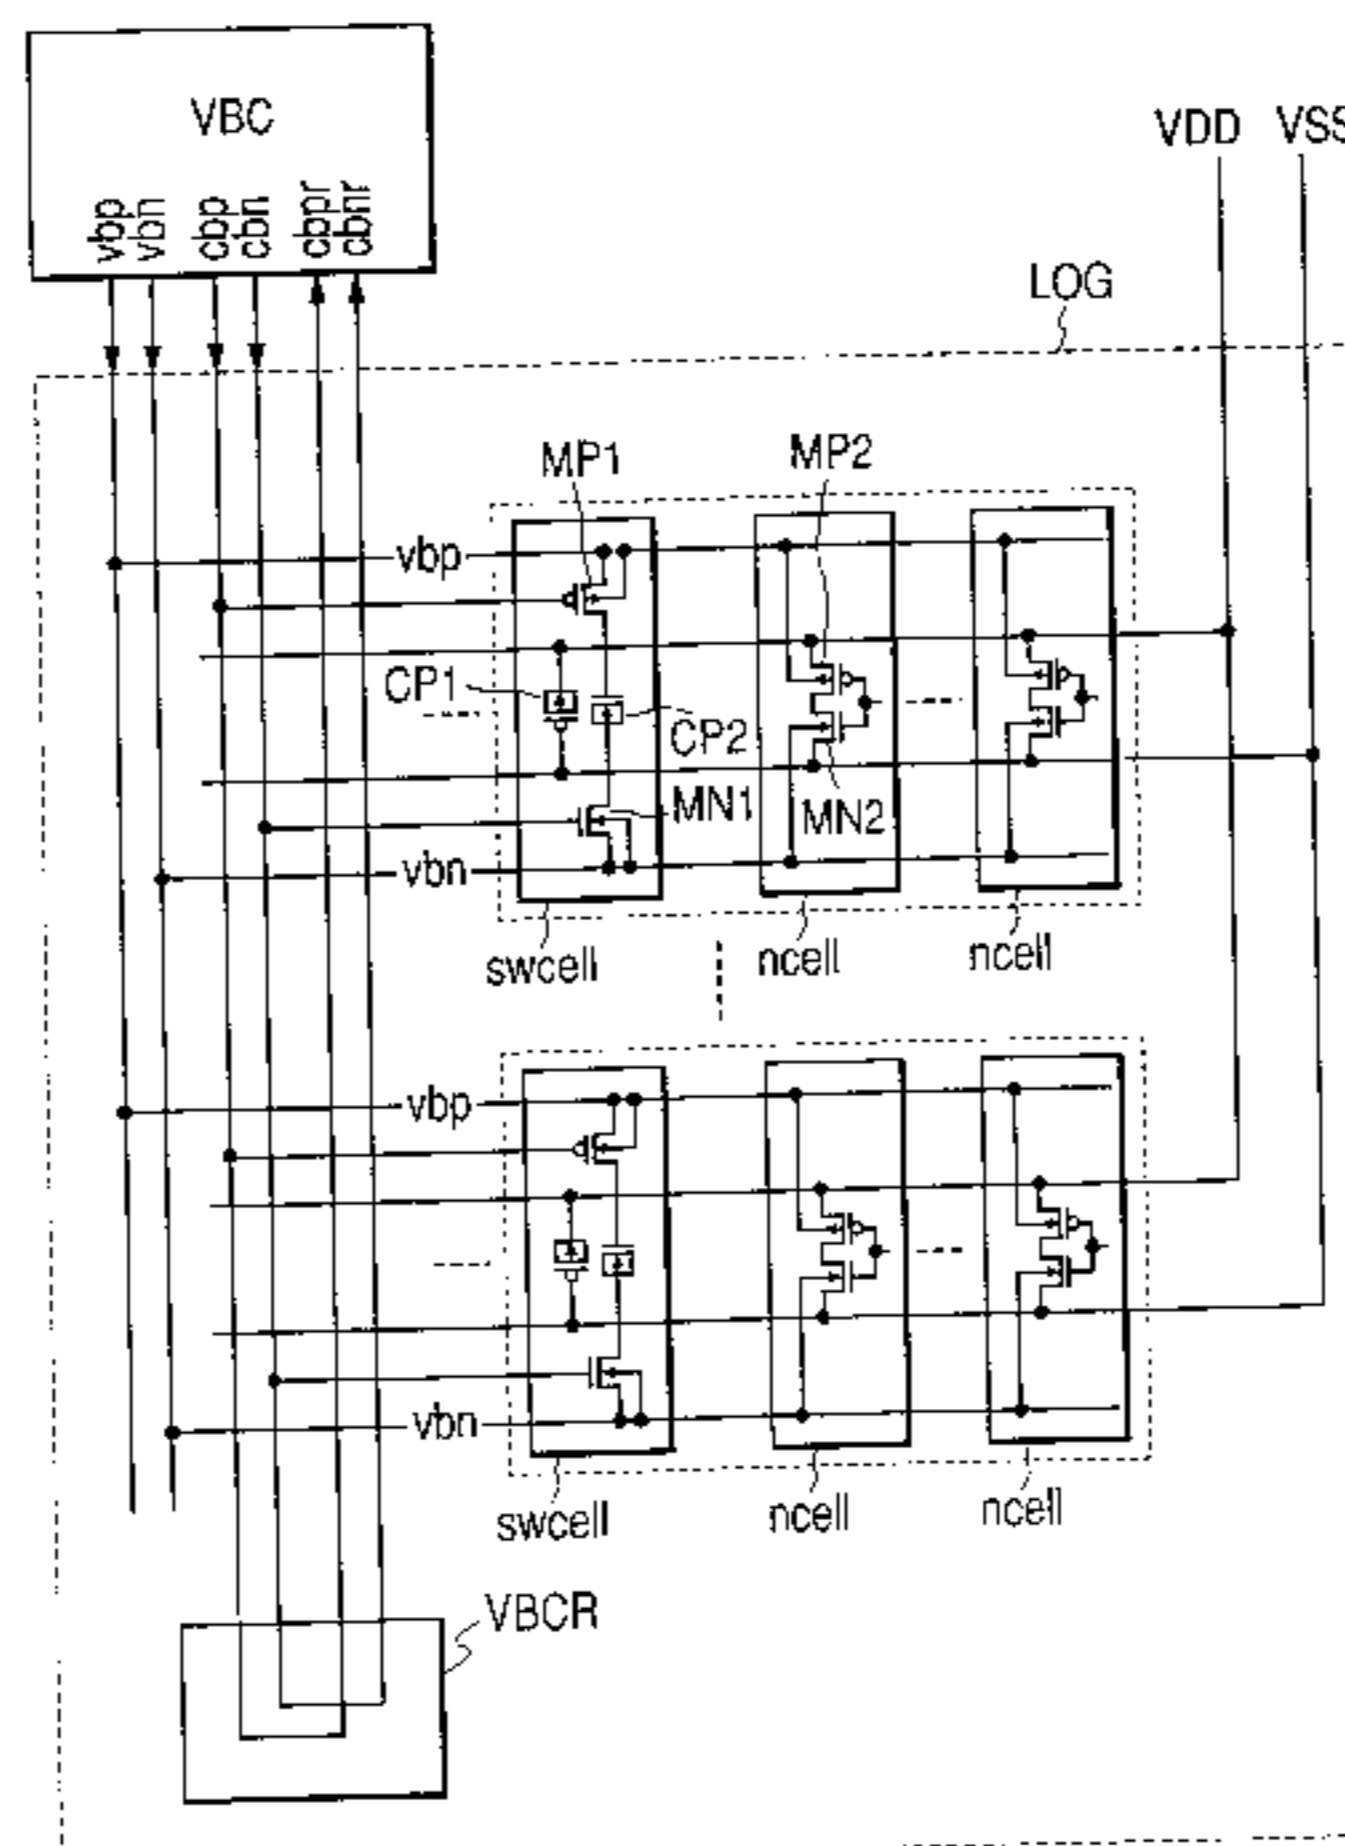 VBC
vbp
vbn
cbp
cbn
cbpr
cbnr
VDD
VSS
LOG
MP1
MP2
vbp
CP1
CP2
MN1
MN2
vbn
swcell
ncell
ncell
vbp
vbn
swcell
ncell
ncell
VBCR